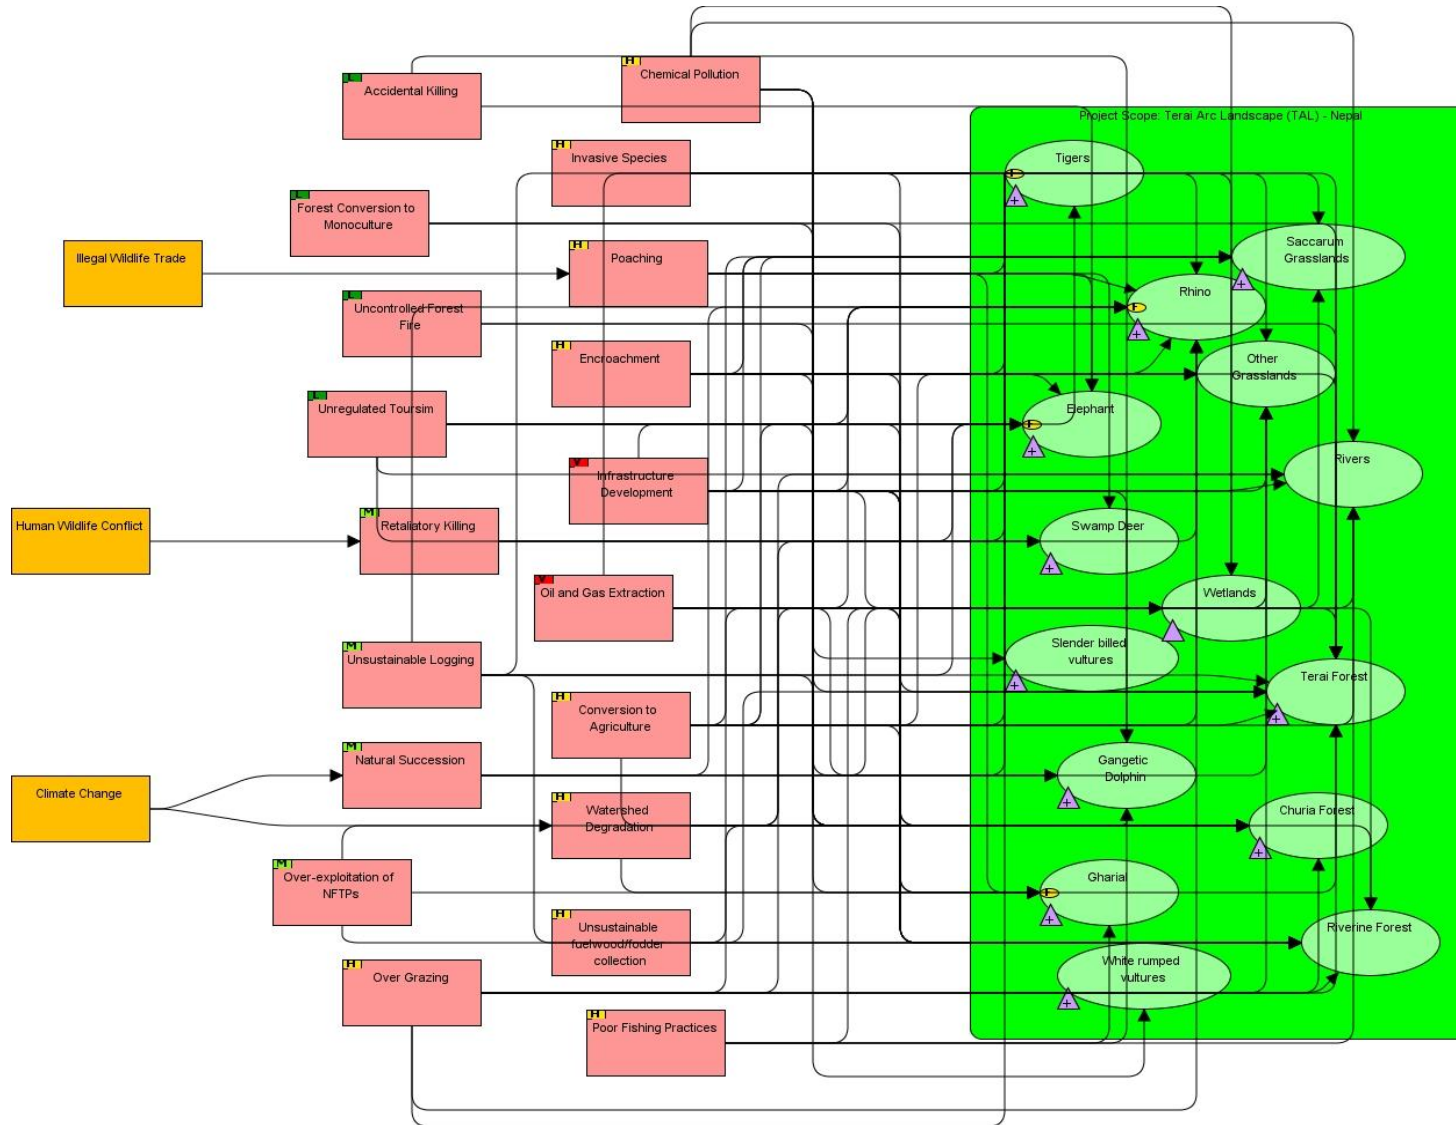 H
Chemical Pollution
L
Accidental Killing
Project Scope: Terai Arc Landscape (TAL) - Nepal
H
Invasive Species
Tigers
F
+
L
Forest Conversion to
Monoculture
Saccarum
Grasslands
+
Illegal Wildlife Trade
H
Poaching
Rhino
F
+
L
Uncontrolled Forest
Fire
H
Encroachment
Other
Grasslands
L
Unregulated Toursim
Elephant
F
+
V
Infrastructure
Development
Rivers
Human Wildlife Conflict
M
Retaliatory Killing
Swamp Deer
+
V
Oil and Gas Extraction
Wetlands
M
Unsustainable Logging
Slender billed
vultures
+
Terai Forest
+
H
Conversion to
Agriculture
M
Natural Succession
Gangetic
Dolphin
+
Climate Change
H
Watershed
Degradation
Churia Forest
+
M
Over-exploitation of
NFTPs
Gharial
F
+
H
Unsustainable
fuelwood/fodder
collection
Riverine Forest
H
Over Grazing
White rumped
vultures
+
H
Poor Fishing Practices